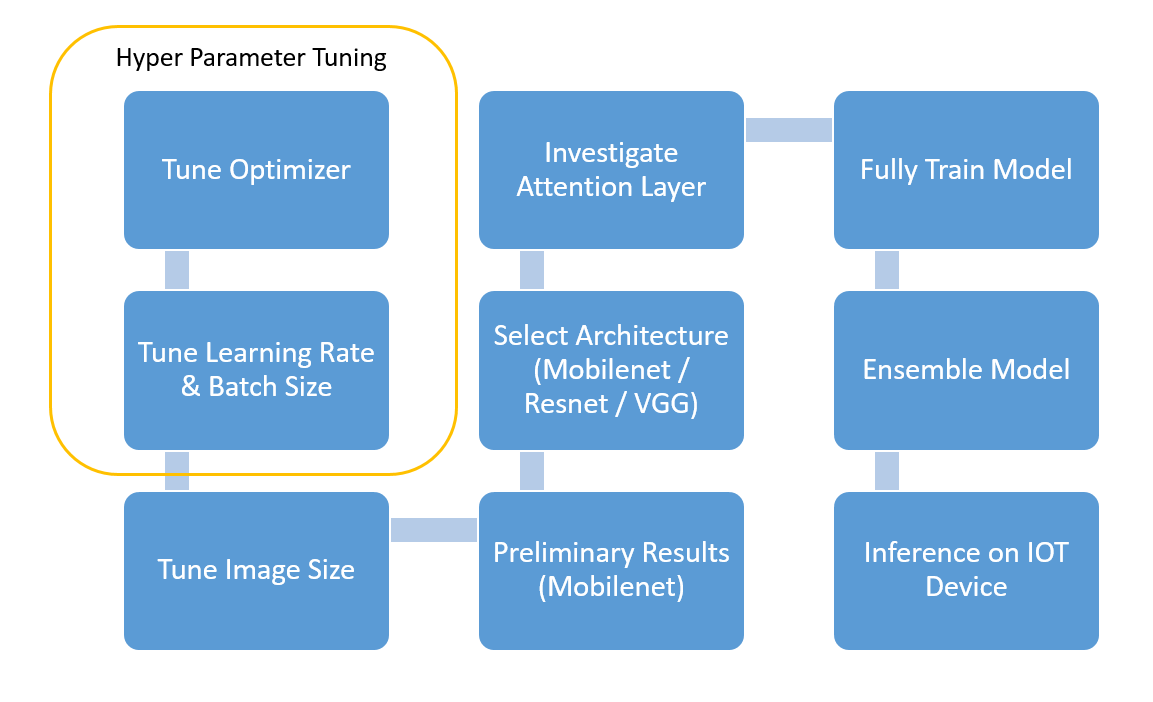 Hyper Parameter Tuning
Tune Optimizer
Tune Learning Rate
& Batch Size
Tune Image Size
Preliminary Results
(Mobilenet)
Select Architecture
(Mobilenet /
Resnet / VGG)
Investigate
Attention Layer
Fully Train Model
Ensemble Model
Inference on IOT
Device